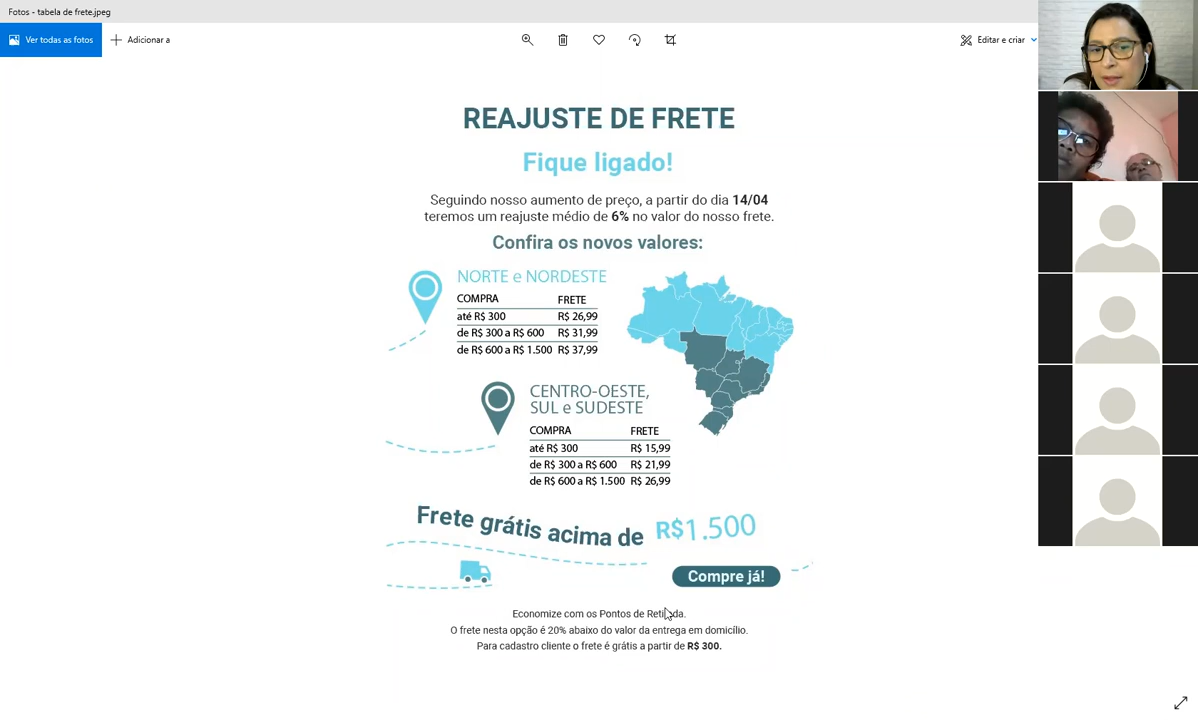 Fotos - tabela de frete.jpeg
Ver todas as fotos
Adicionar a
Editar e criar
REAJUSTE DE FRETE
Fique ligado!
Seguindo nosso aumento de preço, a partir do dia 14/04
teremos um reajuste médio de 6% no valor do nosso frete.
Confira os novos valores:
NORTE e NORDESTE
COMPRA FRETE
até R$ 300 R$ 26,99
de R$ 300 a R$ 600 R$ 31,99
de R$ 600 a R$ 1.500 R$ 37,99
CENTRO-OESTE,
SUL e SUDESTE
COMPRA FRETE
até R$ 300 R$ 15,99
de R$ 300 a R$ 600 R$ 21,99
de R$ 600 a R$ 1.500 R$ 26,99
Frete grátis acima de R$1.500
Compre já!
Economize com os Pontos de Retirada.
O frete nesta opção é 20% abaixo do valor da entrega em domicílio.
Para cadastro cliente o frete é grátis a partir de R$ 300.